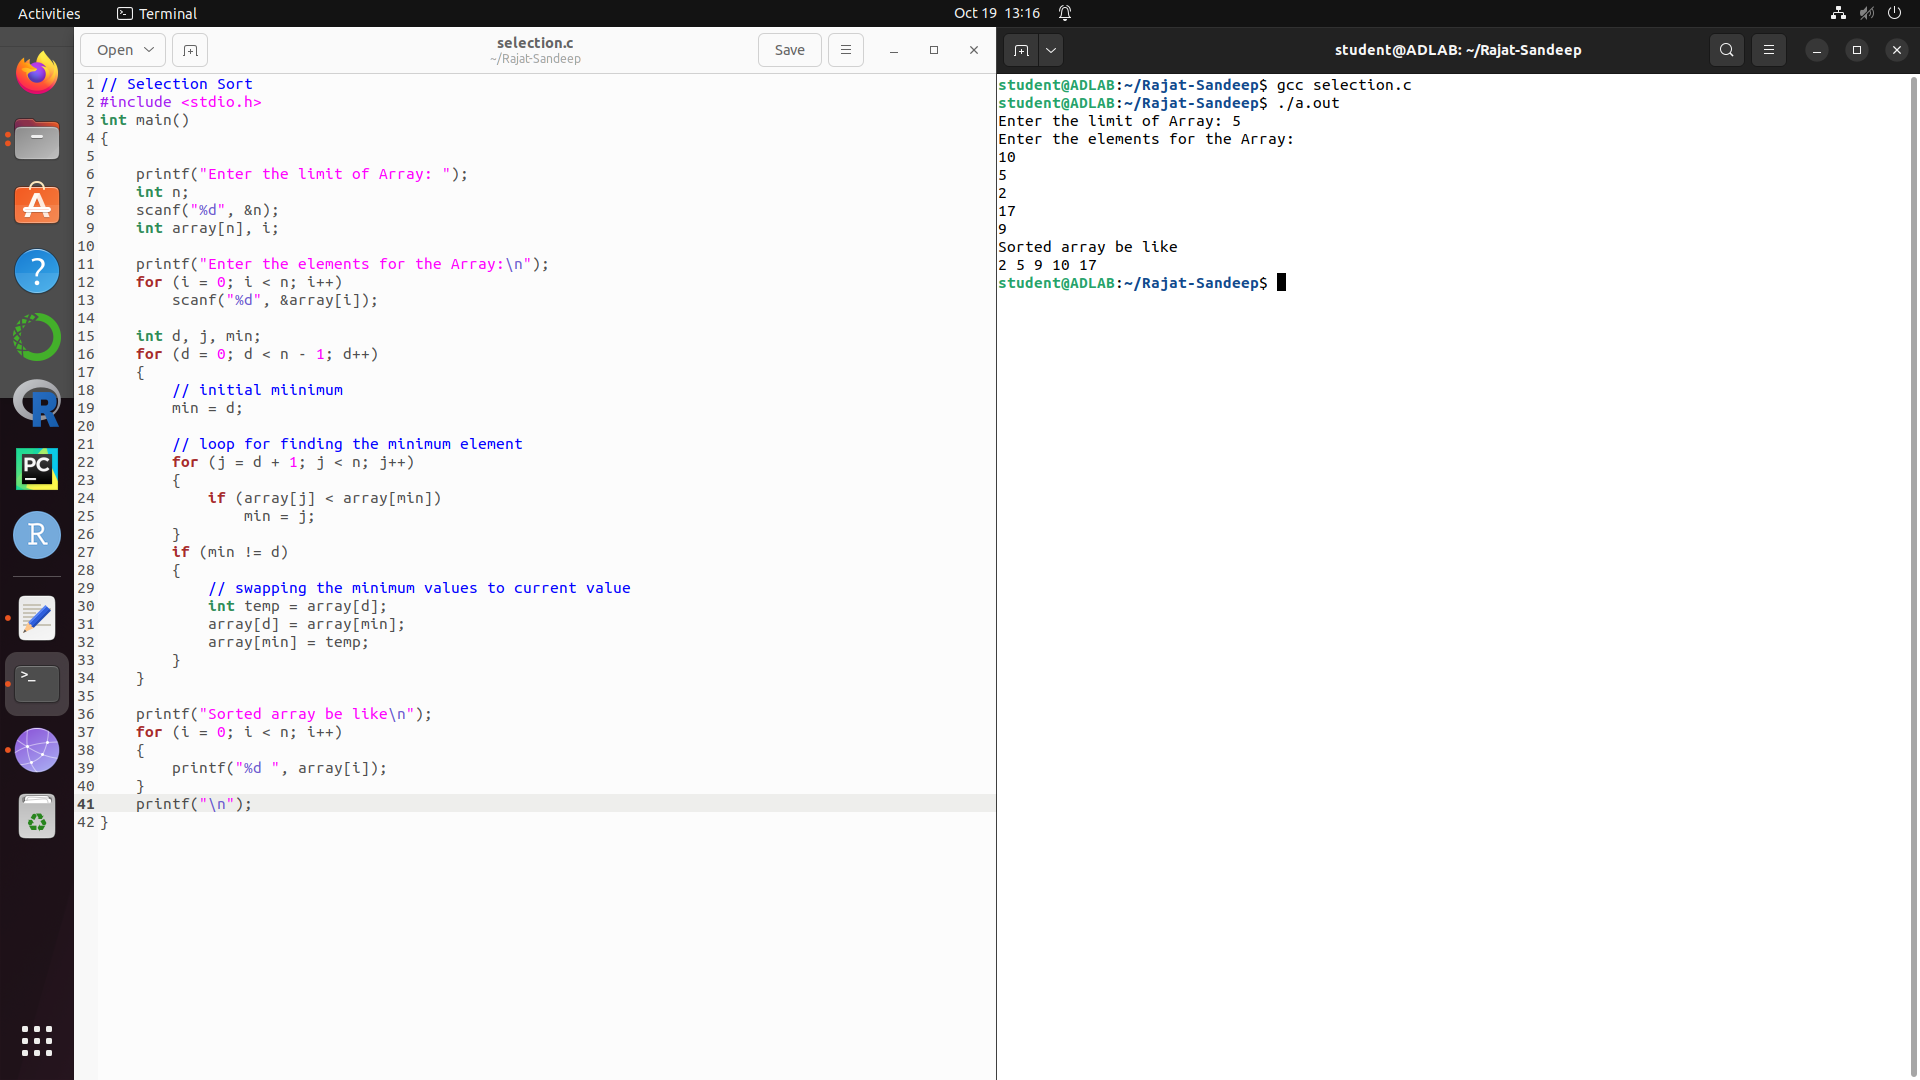 Activities
Terminal
Oct 19 13:16
Open
selection.c
~/Rajat-Sandeep
Save
1 // Selection Sort
2 #include <stdio.h>
3 int main()
4 {
5
6     printf("Enter the limit of Array: ");
7     int n;
8     scanf("%d", &n);
9     int array[n], i;
10
11     printf("Enter the elements for the Array:\n");
12     for (i = 0; i < n; i++)
13         scanf("%d", &array[i]);
14
15     int d, j, min;
16     for (d = 0; d < n - 1; d++)
17     {
18         // initial miinimum
19         min = d;
20
21         // loop for finding the minimum element
22         for (j = d + 1; j < n; j++)
23         {
24             if (array[j] < array[min])
25                 min = j;
26         }
27         if (min != d)
28         {
29             // swapping the minimum values to current value
30             int temp = array[d];
31             array[d] = array[min];
32             array[min] = temp;
33         }
34     }
35
36     printf("Sorted array be like\n");
37     for (i = 0; i < n; i++)
38     {
39         printf("%d ", array[i]);
40     }
41     printf("\n");
42 }
student@ADLAB: ~/Rajat-Sandeep
student@ADLAB:~/Rajat-Sandeep$ gcc selection.c
student@ADLAB:~/Rajat-Sandeep$ ./a.out
Enter the limit of Array: 5
Enter the elements for the Array:
10
5
2
17
9
Sorted array be like
2 5 9 10 17
student@ADLAB:~/Rajat-Sandeep$
?
R
PC
R
>_